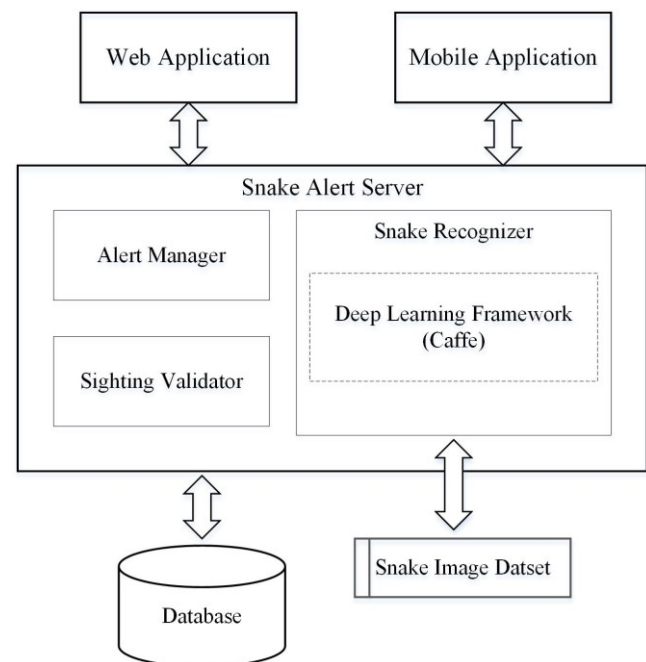 Web Application
Mobile Application
Snake Alert Server
Alert Manager
Snake Recognizer
Deep Learning Framework
(Caffe)
Sighting Validator
Snake Image Datset
Database